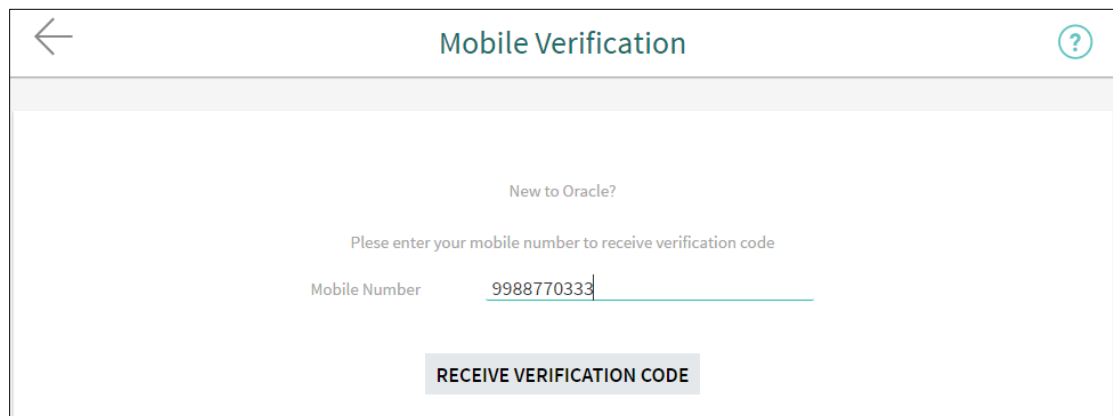 Mobile Verification
?
New to Oracle?
Plese enter your mobile number to receive verification code
Mobile Number 9988770333
RECEIVE VERIFICATION CODE